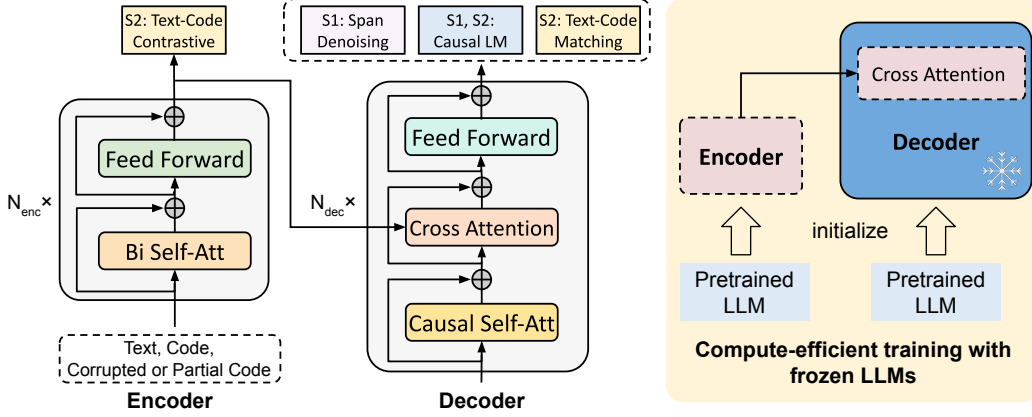 S2: Text-Code
Contrastive
S1: Span
Denoising
S1, S2:
Causal LM
S2: Text-Code
Matching
Feed Forward
Bi Self-Att
N_enc×
Text, Code,
Corrupted or Partial Code
Encoder
Feed Forward
N_dec×
Cross Attention
Causal Self-Att
Decoder
Cross Attention
Encoder
Decoder
initialize
Pretrained
LLM
Pretrained
LLM
Compute-efficient training with
frozen LLMs